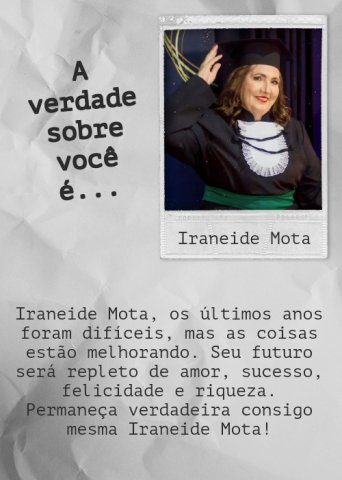 A
verdade
sobre
você
é...
Iraneide Mota
Iraneide Mota, os últimos anos
foram difíceis, mas as coisas
estão melhorando. Seu futuro
será repleto de amor, sucesso,
felicidade e riqueza.
Permaneça verdadeira consigo
mesma Iraneide Mota!